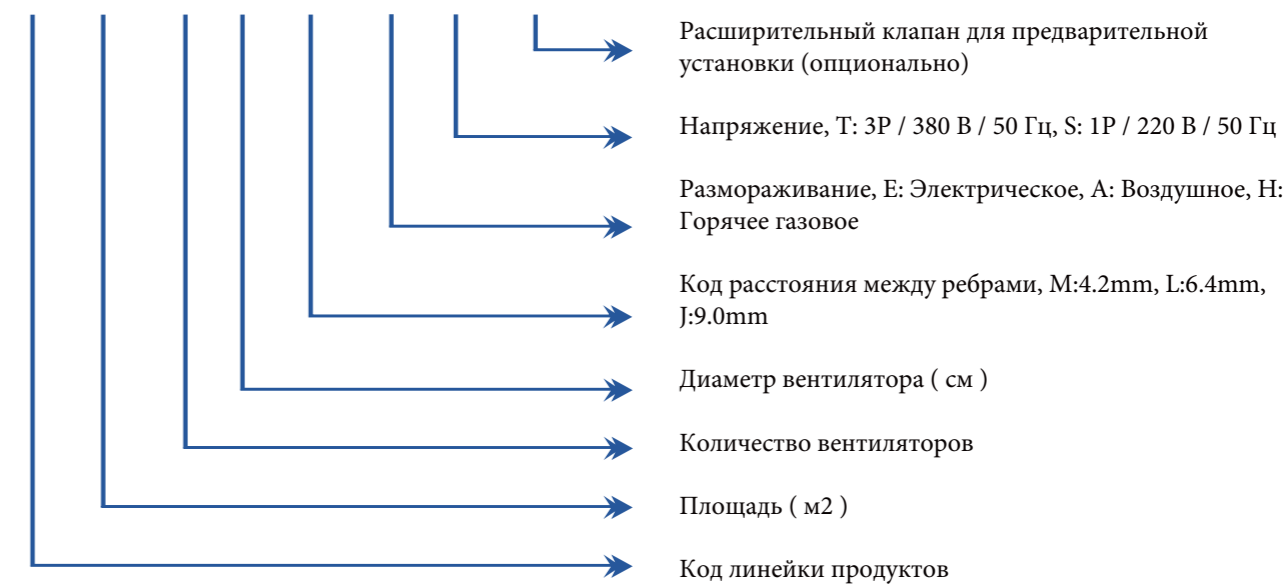 Расширительный клапан для предварительной
установки (опционально)
Напряжение, T: 3P / 380 В / 50 Гц, S: 1P / 220 В / 50 Гц
Размораживание, E: Электрическое, A: Воздушное, H:
Горячее газовое
Код расстояния между ребрами, M:4.2mm, L:6.4mm,
J:9.0mm
Диаметр вентилятора ( см )
Количество вентиляторов
Площадь ( м2 )
Код линейки продуктов